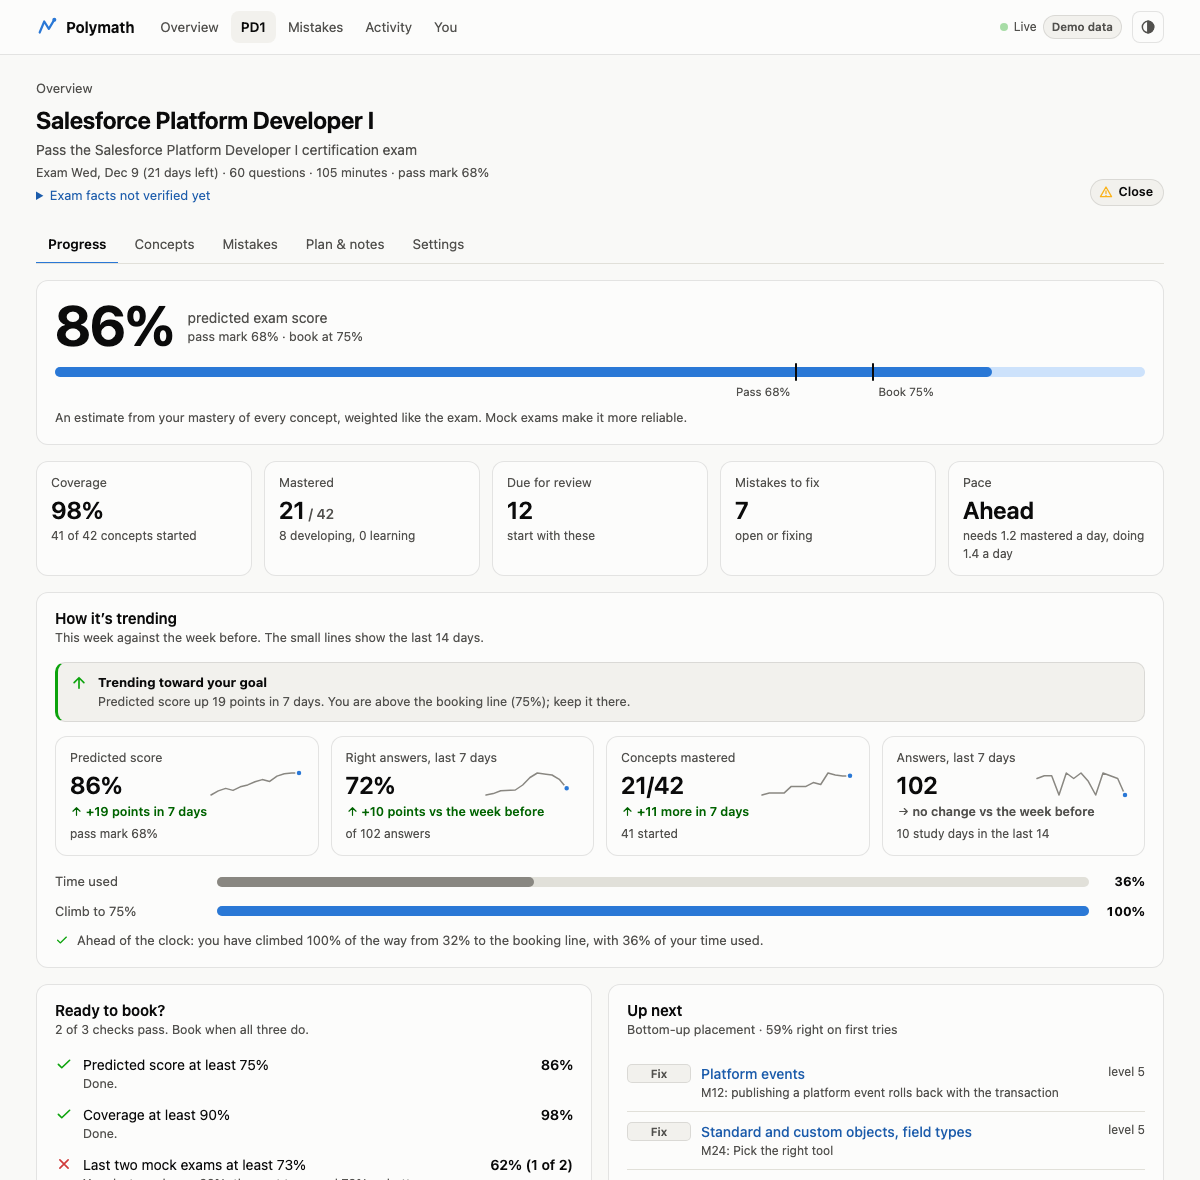 Polymath Overview PD1 Mistakes Activity You Live Demo data
Overview
Salesforce Platform Developer I
Pass the Salesforce Platform Developer I certification exam
Exam Wed, Dec 9 (21 days left) · 60 questions · 105 minutes · pass mark 68%
Exam facts not verified yet
Close
Progress Concepts Mistakes Plan & notes Settings
86%
predicted exam score
pass mark 68% · book at 75%
Pass 68% Book 75%
An estimate from your mastery of every concept, weighted like the exam. Mock exams make it more reliable.
Coverage
98%
41 of 42 concepts started
Mastered
21 / 42
8 developing, 0 learning
Due for review
12
start with these
Mistakes to fix
7
open or fixing
Pace
Ahead
needs 1.2 mastered a day, doing
1.4 a day
How it’s trending
This week against the week before. The small lines show the last 14 days.
Trending toward your goal
Predicted score up 19 points in 7 days. You are above the booking line (75%); keep it there.
Predicted score
86%
↑ +19 points in 7 days
pass mark 68%
Right answers, last 7 days
72%
↑ +10 points vs the week before
of 102 answers
Concepts mastered
21/42
↑ +11 more in 7 days
41 started
Answers, last 7 days
102
→ no change vs the week before
10 study days in the last 14
Time used 36%
Climb to 75% 100%
Ahead of the clock: you have climbed 100% of the way from 32% to the booking line, with 36% of your time used.
Ready to book?
2 of 3 checks pass. Book when all three do.
Predicted score at least 75% 86%
Done.
Coverage at least 90% 98%
Done.
Last two mock exams at least 73% 62% (1 of 2)
Up next
Bottom-up placement · 59% right on first tries
Fix Platform events level 5
M12: publishing a platform event rolls back with the transaction
Fix Standard and custom objects, field types level 5
M24: Pick the right tool